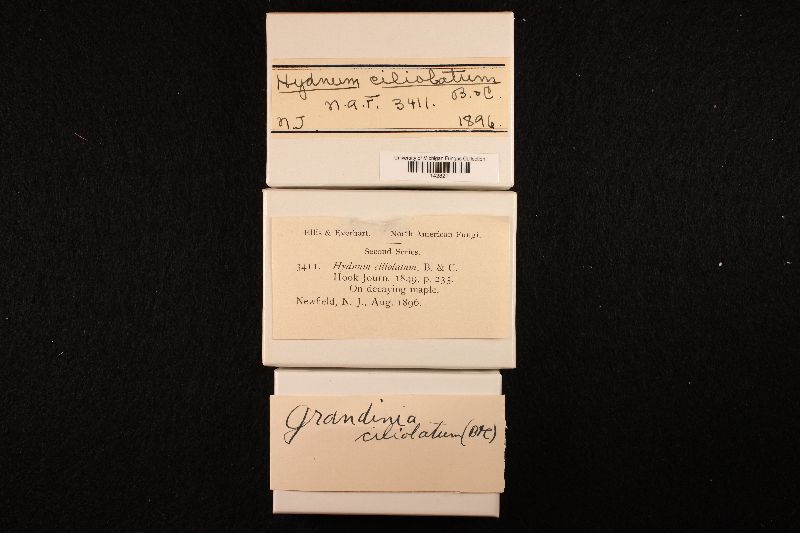 Hydnum ciliolatum
B. & C.
N.A.F. 3411.
N.J. 1896.
University of Michigan Fungus Collection
Ellis & Everhart. North American Fungi.
Second Series.
3411. Hydnum ciliolatum, B. & C.
Hook Journ. 1849, p. 235.
On decaying maple.
Newfield, N. J., Aug. 1896.
Grandinia
ciliolatum (B&C)